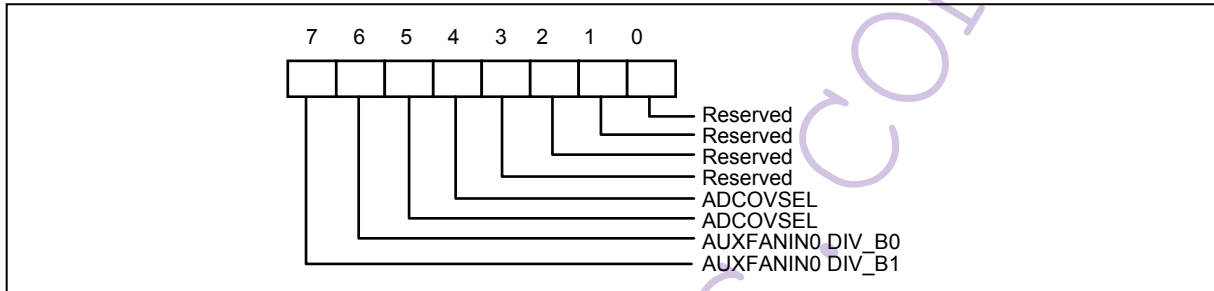 7 6 5 4 3 2 1 0
Reserved
Reserved
Reserved
Reserved
ADCOVSEL
ADCOVSEL
AUXFANIN0 DIV_B0
AUXFANIN0 DIV_B1